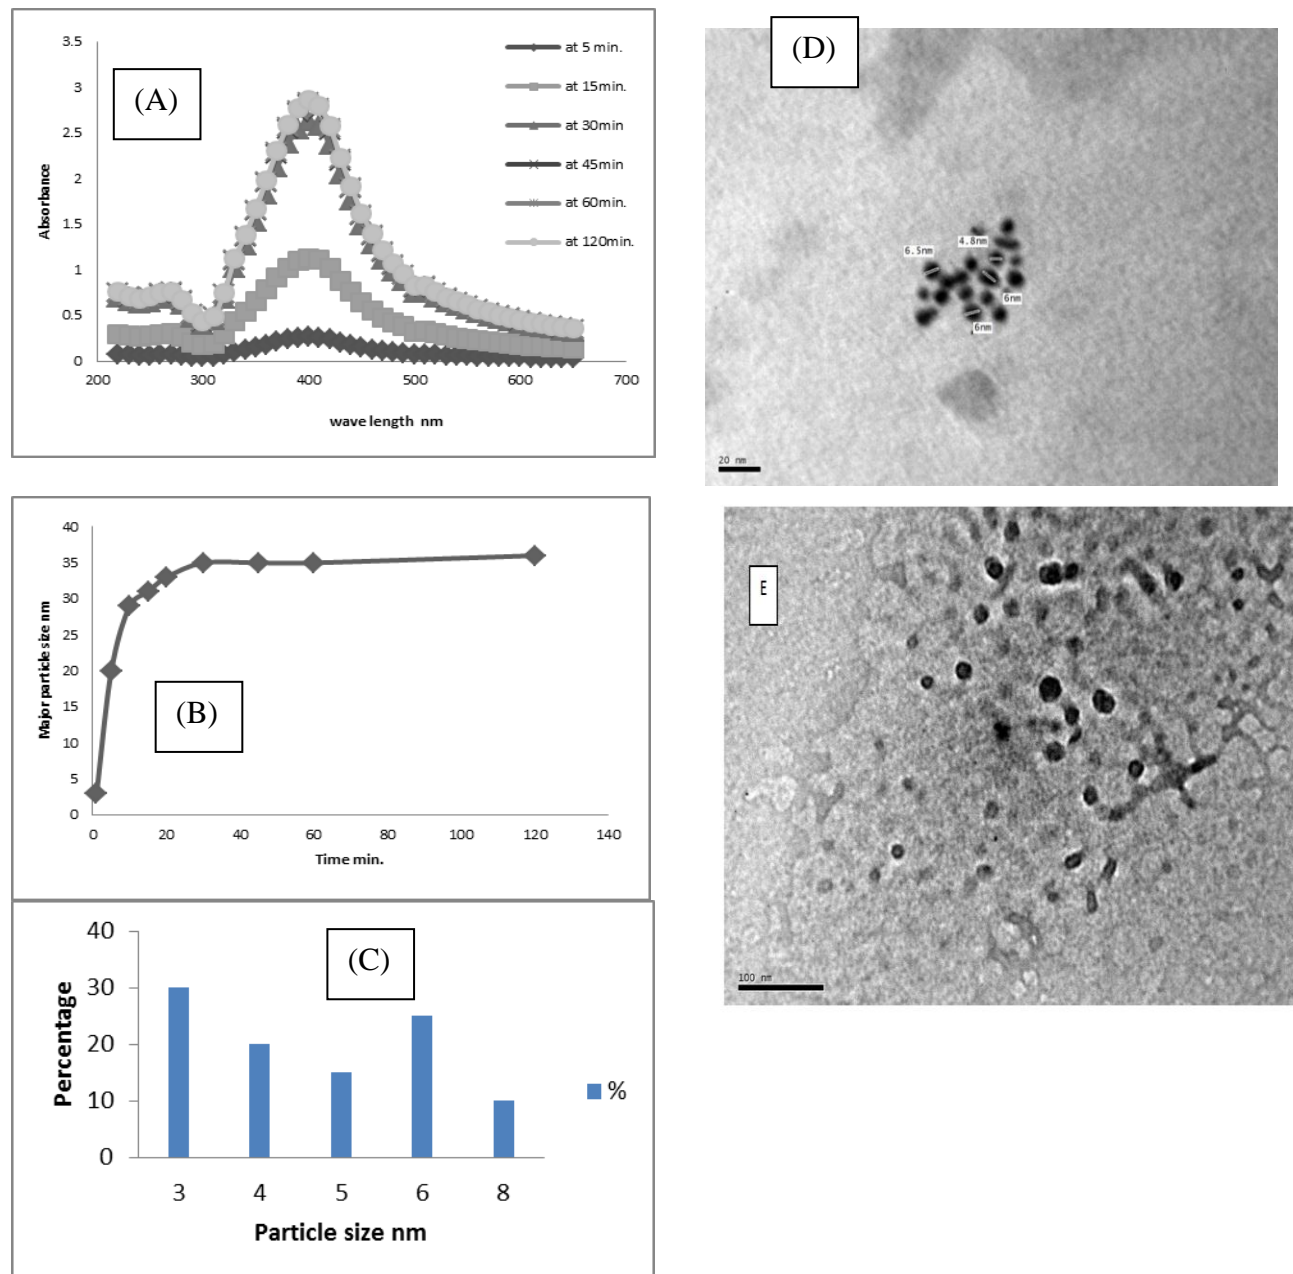 (A)
3.5
3
2.5
2
1.5
1
0.5
0
Absorbance
200 300 400 500 600 700
wave length nm
at 5 min.
at 15min.
at 30min
at 45min
at 60min.
at 120min.
(D)
6.5nm
4.8nm
6nm
6nm
20 nm
(B)
40
35
30
25
20
15
10
5
0
Major particle size nm
0 20 40 60 80 100 120 140
Time min.
E
100 nm
(C)
40
30
20
10
0
Percentage
3 4 5 6 8
Particle size nm
%